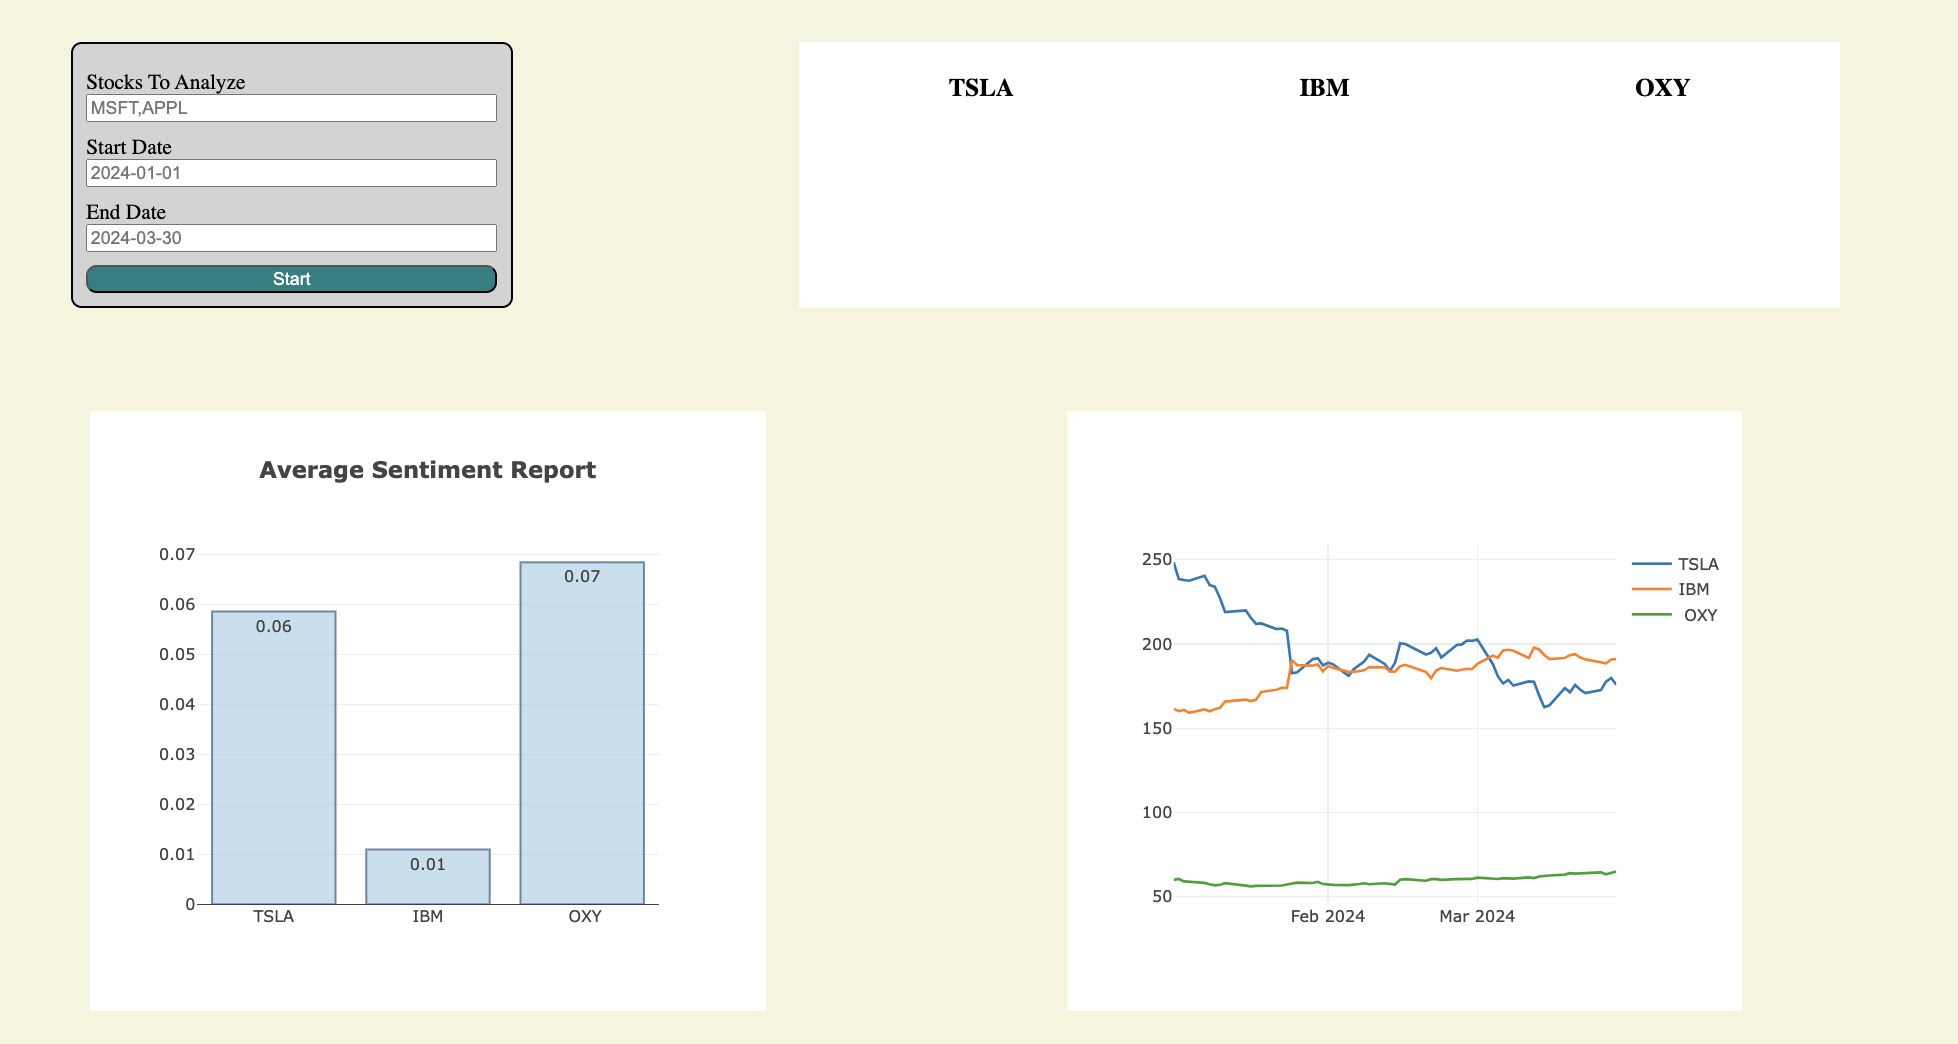 Stocks To Analyze
MSFT,APPL
Start Date
2024-01-01
End Date
2024-03-30
Start
TSLA IBM OXY
Average Sentiment Report
0.07
0.06
0.05
0.04
0.03
0.02
0.01
0
0.06
0.01
0.07
TSLA IBM OXY
250
200
150
100
50
Feb 2024 Mar 2024
TSLA
IBM
OXY